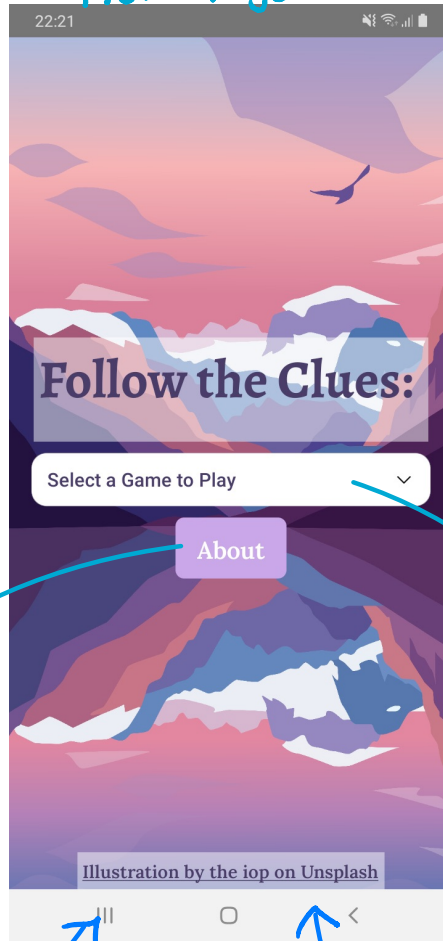 22:21
Follow the Clues:
Select a Game to Play
About
Illustration by the iop on Unsplash